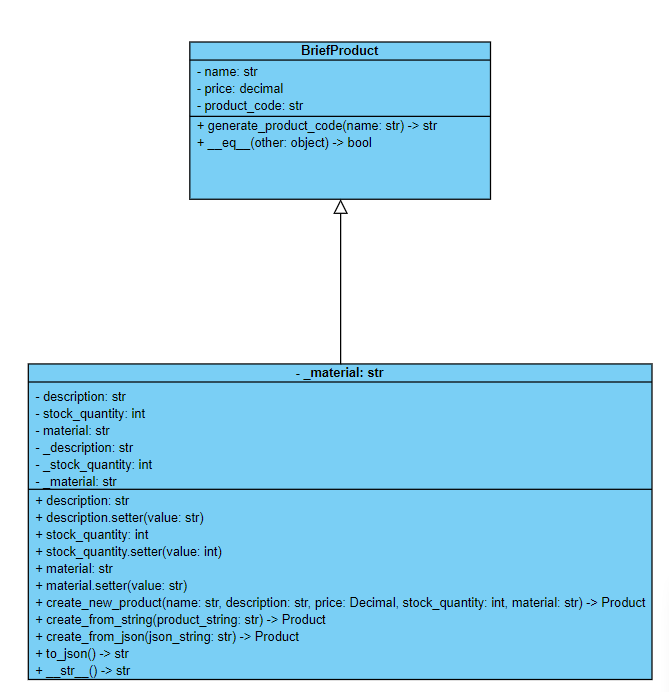 BriefProduct
- name: str
- price: decimal
- product_code: str
+ generate_product_code(name: str) -> str
+ __eq__(other: object) -> bool
- _material: str
- description: str
- stock_quantity: int
- material: str
- _description: str
- _stock_quantity: int
- _material: str
+ description: str
+ description.setter(value: str)
+ stock_quantity: int
+ stock_quantity.setter(value: int)
+ material: str
+ material.setter(value: str)
+ create_new_product(name: str, description: str, price: Decimal, stock_quantity: int, material: str) -> Product
+ create_from_string(product_string: str) -> Product
+ create_from_json(json_string: str) -> Product
+ to_json() -> str
+ __str__() -> str